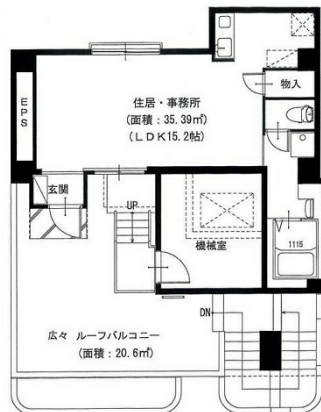 物入
EPS
住居・事務所
(面積：35.39㎡)
(LDK15.2帖)
玄関
UP
機械室
1115
DN
広々 ルーフバルコニー
(面積：20.6㎡)